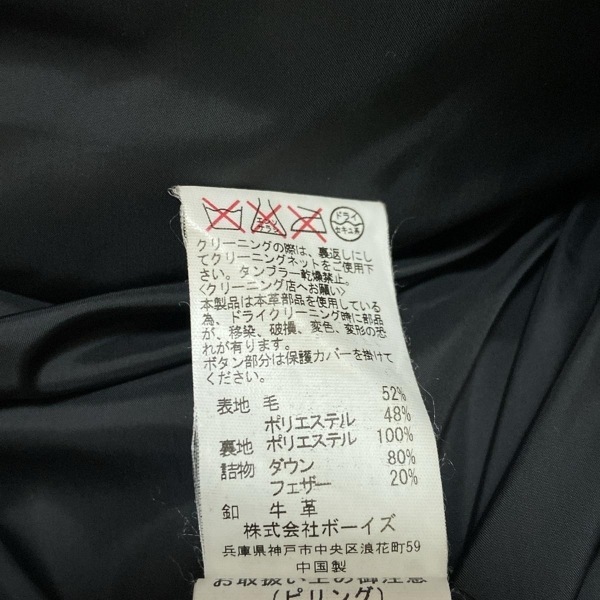 エンソ
サラシ
ドライ
セキユ系
クリーニングの際は、裏返しにし
てクリーニングネットをご使用下
さい。タンブラー乾燥禁止。
〈クリーニング店へお願い〉
本製品は本革部品を使用している
為、ドライクリーニング時に部品
が、移染、破損、変色、変形の恐
れが有ります。
ボタン部分は保護カバーを掛けて
ください。
表地 毛 52%
ポリエステル 48%
裏地 ポリエステル 100%
詰物 ダウン 80%
フェザー 20%
釦 牛革
株式会社ボーイズ
兵庫県神戸市中央区浪花町59
中国製
お取扱い上の御注意
(ピリング)